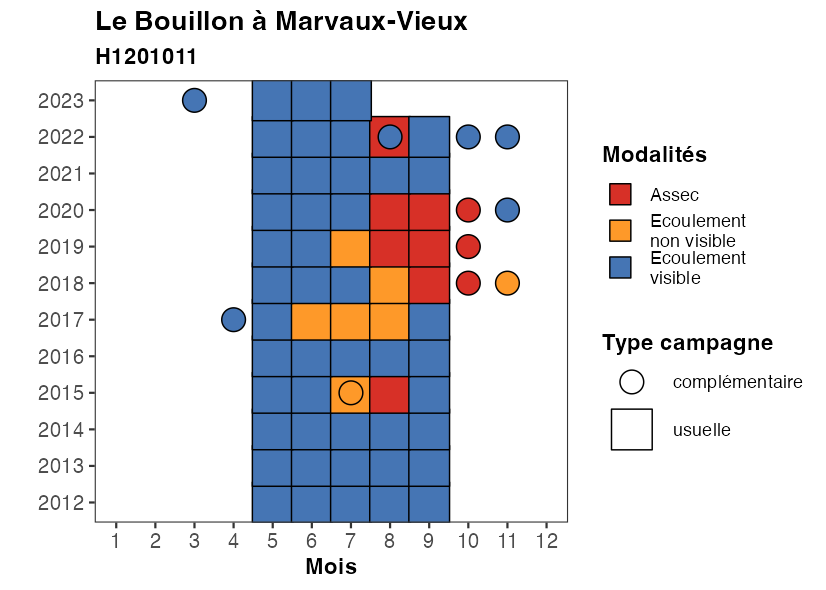 Le Bouillon à Marvaux-Vieux
H1201011
2023
2022
2021
2020
2019
2018
2017
2016
2015
2014
2013
2012
1 2 3 4 5 6 7 8 9 10 11 12
Mois
Modalités
Assec
Ecoulement
non visible
Ecoulement
visible
Type campagne
complémentaire
usuelle